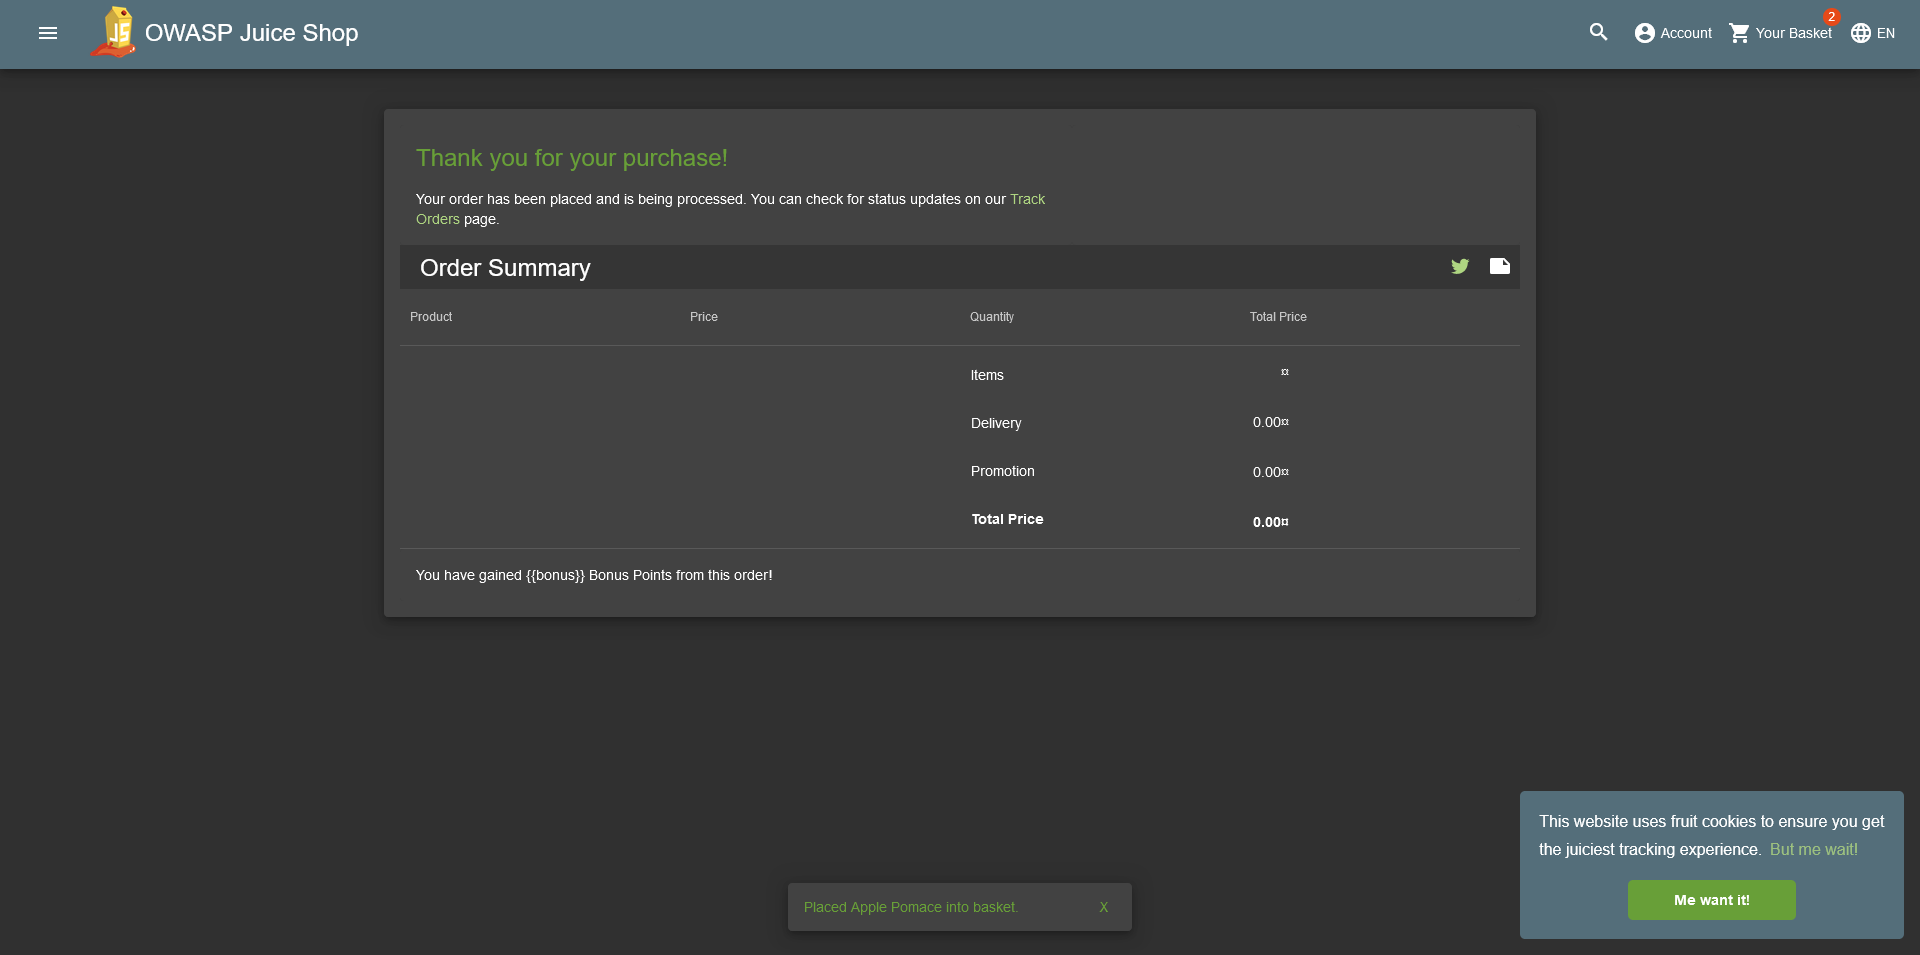 OWASP Juice Shop
Account
Your Basket
2
EN
Thank you for your purchase!
Your order has been placed and is being processed. You can check for status updates on our Track
Orders page.
Order Summary
Product Price Quantity Total Price
Items ¤
Delivery 0.00¤
Promotion 0.00¤
Total Price 0.00¤
You have gained {{bonus}} Bonus Points from this order!
This website uses fruit cookies to ensure you get
the juiciest tracking experience. But me wait!
Me want it!
Placed Apple Pomace into basket. X